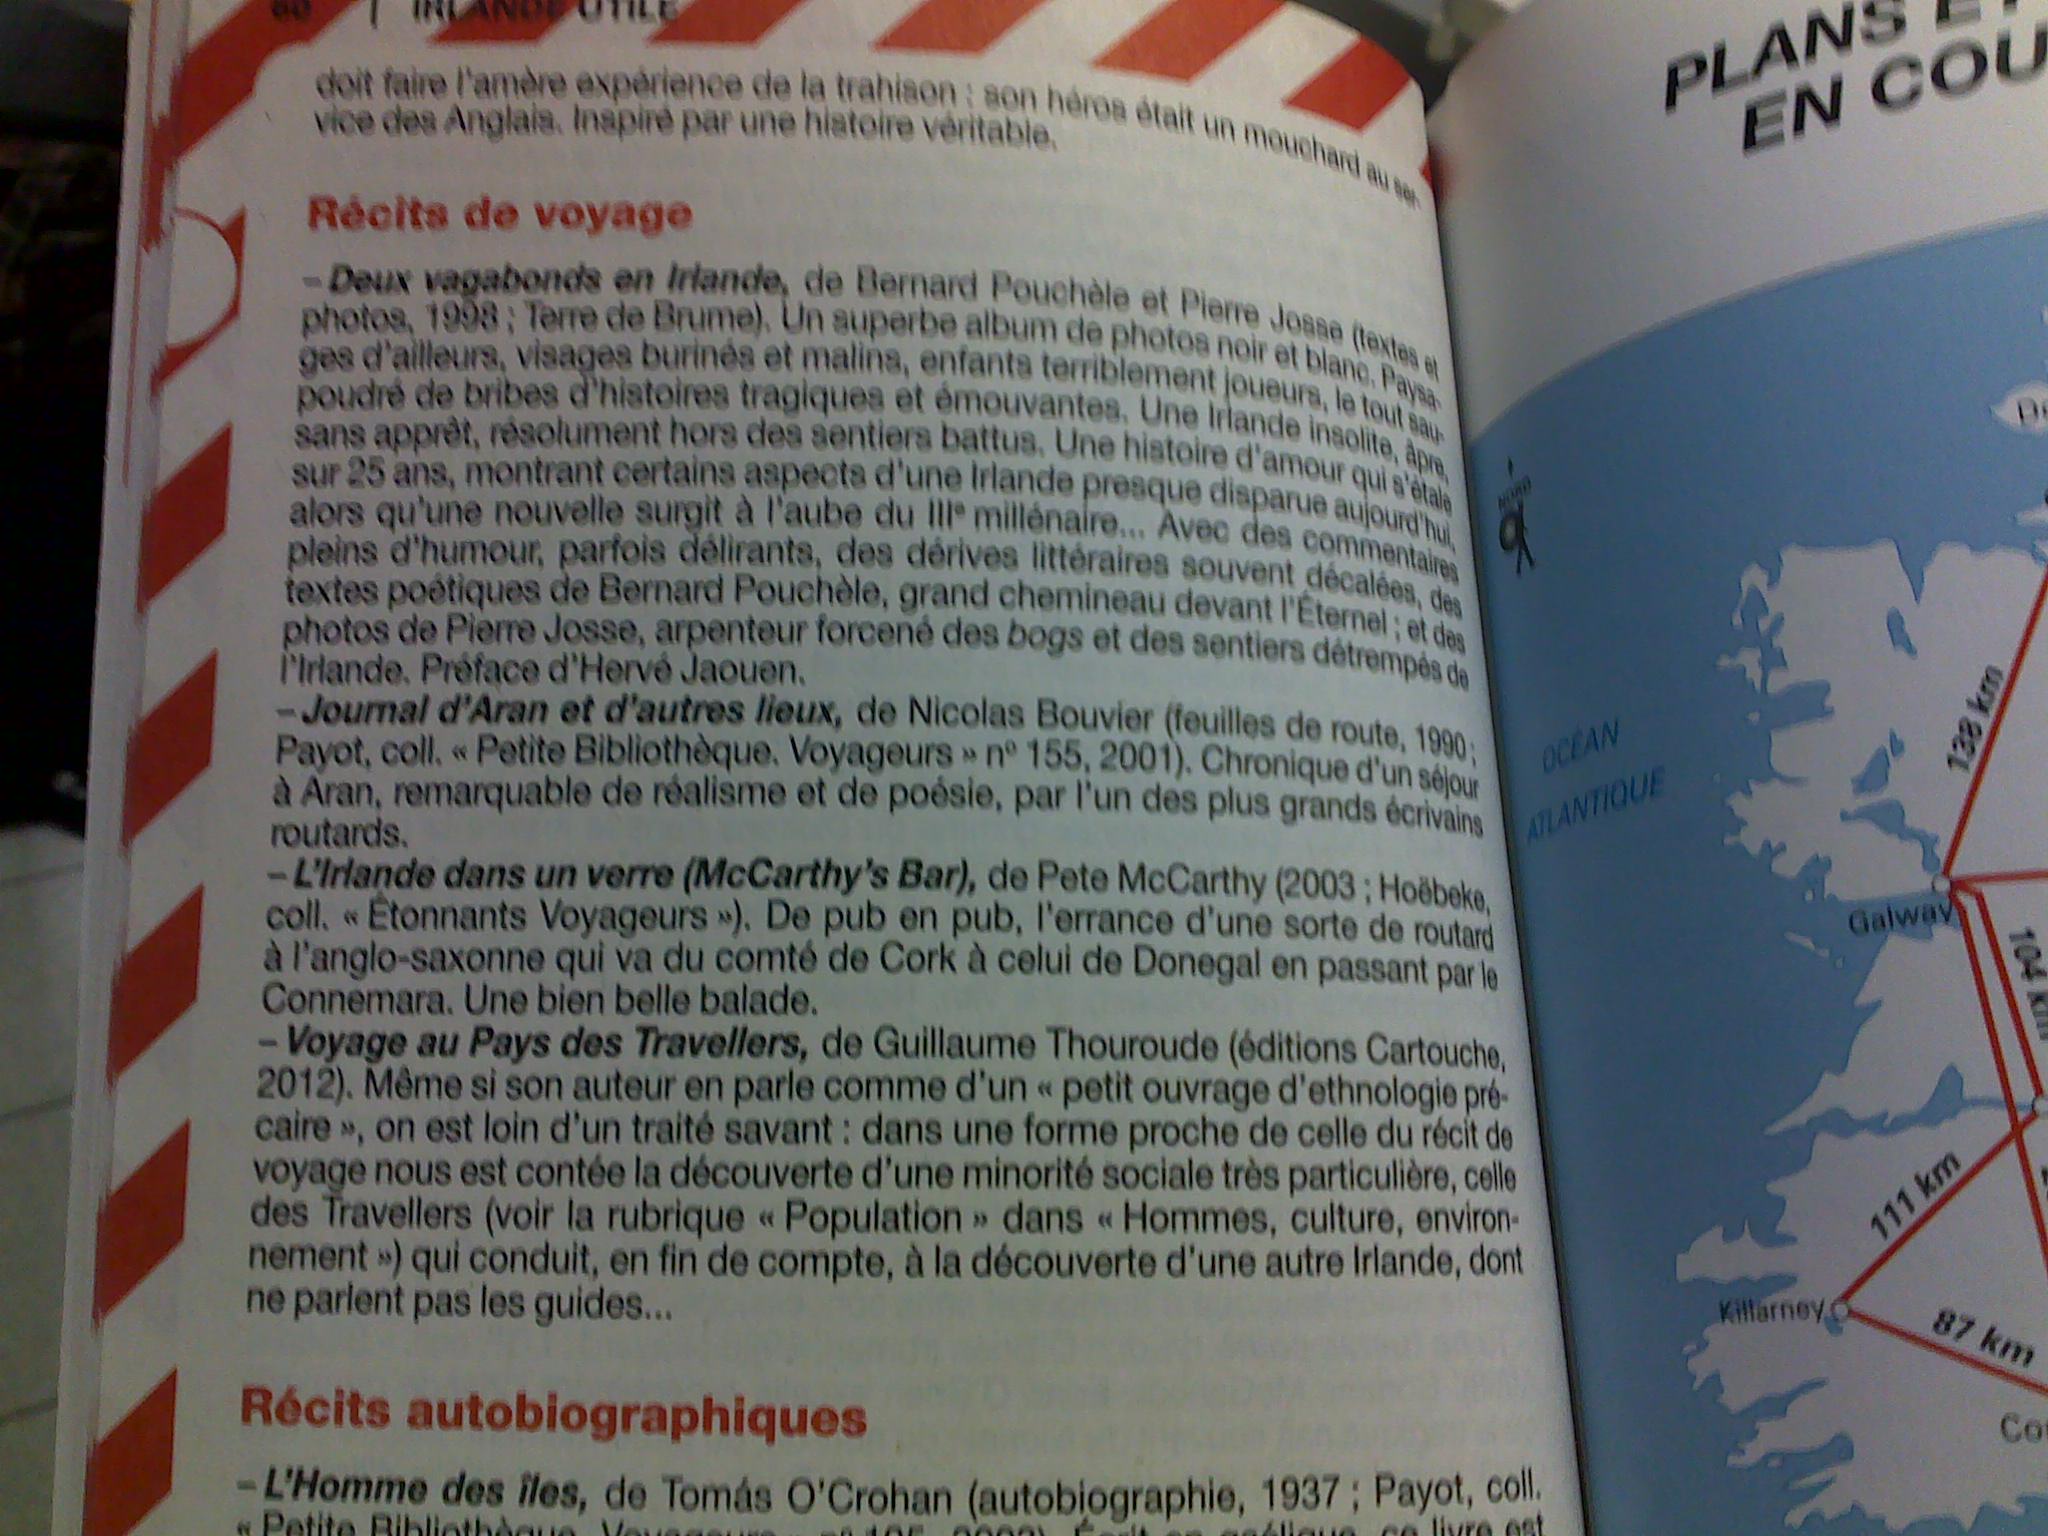 60 | IRLANDE UTILE
doit faire l'amère expérience de la trahison : son héros était un mouchard au ser-
vice des Anglais. Inspiré par une histoire véritable.
Récits de voyage
– Deux vagabonds en Irlande, de Bernard Pouchèle et Pierre Josse (textes et
photos, 1998 ; Terre de Brume). Un superbe album de photos noir et blanc. Paysa-
ges d'ailleurs, visages burinés et malins, enfants terriblement joueurs, le tout sau-
poudré de bribes d'histoires tragiques et émouvantes. Une Irlande insolite, âpre,
sans apprêt, résolument hors des sentiers battus. Une histoire d'amour qui s'étale
sur 25 ans, montrant certains aspects d'une Irlande presque disparue aujourd'hui,
alors qu'une nouvelle surgit à l'aube du IIIe millénaire... Avec des commentaires
pleins d'humour, parfois délirants, des dérives littéraires souvent décalées, des
textes poétiques de Bernard Pouchèle, grand chemineau devant l'Éternel ; et des
photos de Pierre Josse, arpenteur forcené des bogs et des sentiers détrempés de
l'Irlande. Préface d'Hervé Jaouen.
– Journal d'Aran et d'autres lieux, de Nicolas Bouvier (feuilles de route, 1990 ;
Payot, coll. « Petite Bibliothèque. Voyageurs » nº 155, 2001). Chronique d'un séjour
à Aran, remarquable de réalisme et de poésie, par l'un des plus grands écrivains
routards.
– L'Irlande dans un verre (McCarthy's Bar), de Pete McCarthy (2003 ; Hoëbeke,
coll. « Étonnants Voyageurs »). De pub en pub, l'errance d'une sorte de routard
à l'anglo-saxonne qui va du comté de Cork à celui de Donegal en passant par le
Connemara. Une bien belle balade.
– Voyage au Pays des Travellers, de Guillaume Thouroude (éditions Cartouche,
2012). Même si son auteur en parle comme d'un « petit ouvrage d'ethnologie pré-
caire », on est loin d'un traité savant : dans une forme proche de celle du récit de
voyage nous est contée la découverte d'une minorité sociale très particulière, celle
des Travellers (voir la rubrique « Population » dans « Hommes, culture, environ-
nement ») qui conduit, en fin de compte, à la découverte d'une autre Irlande, dont
ne parlent pas les guides...
Récits autobiographiques
– L'Homme des îles, de Tomás O'Crohan (autobiographie, 1937 ; Payot, coll.
« Petite Bibliothèque. Voyageurs » Écrit en gaélique, ce livre est
PLANS
EN COU
NORD
138 km
OCÉAN
ATLANTIQUE
Galway
104 km
111 km
Killarney
87 km